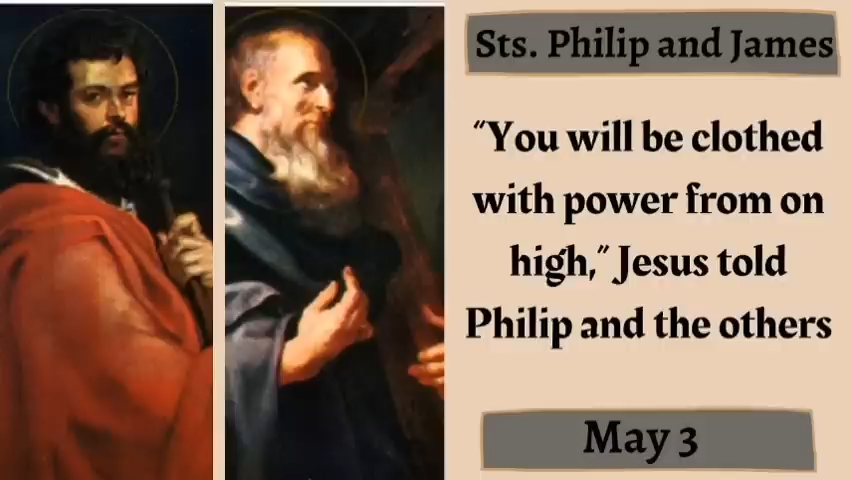 Sts. Philip and James
“You will be clothed
with power from on
high,” Jesus told
Philip and the others
May 3